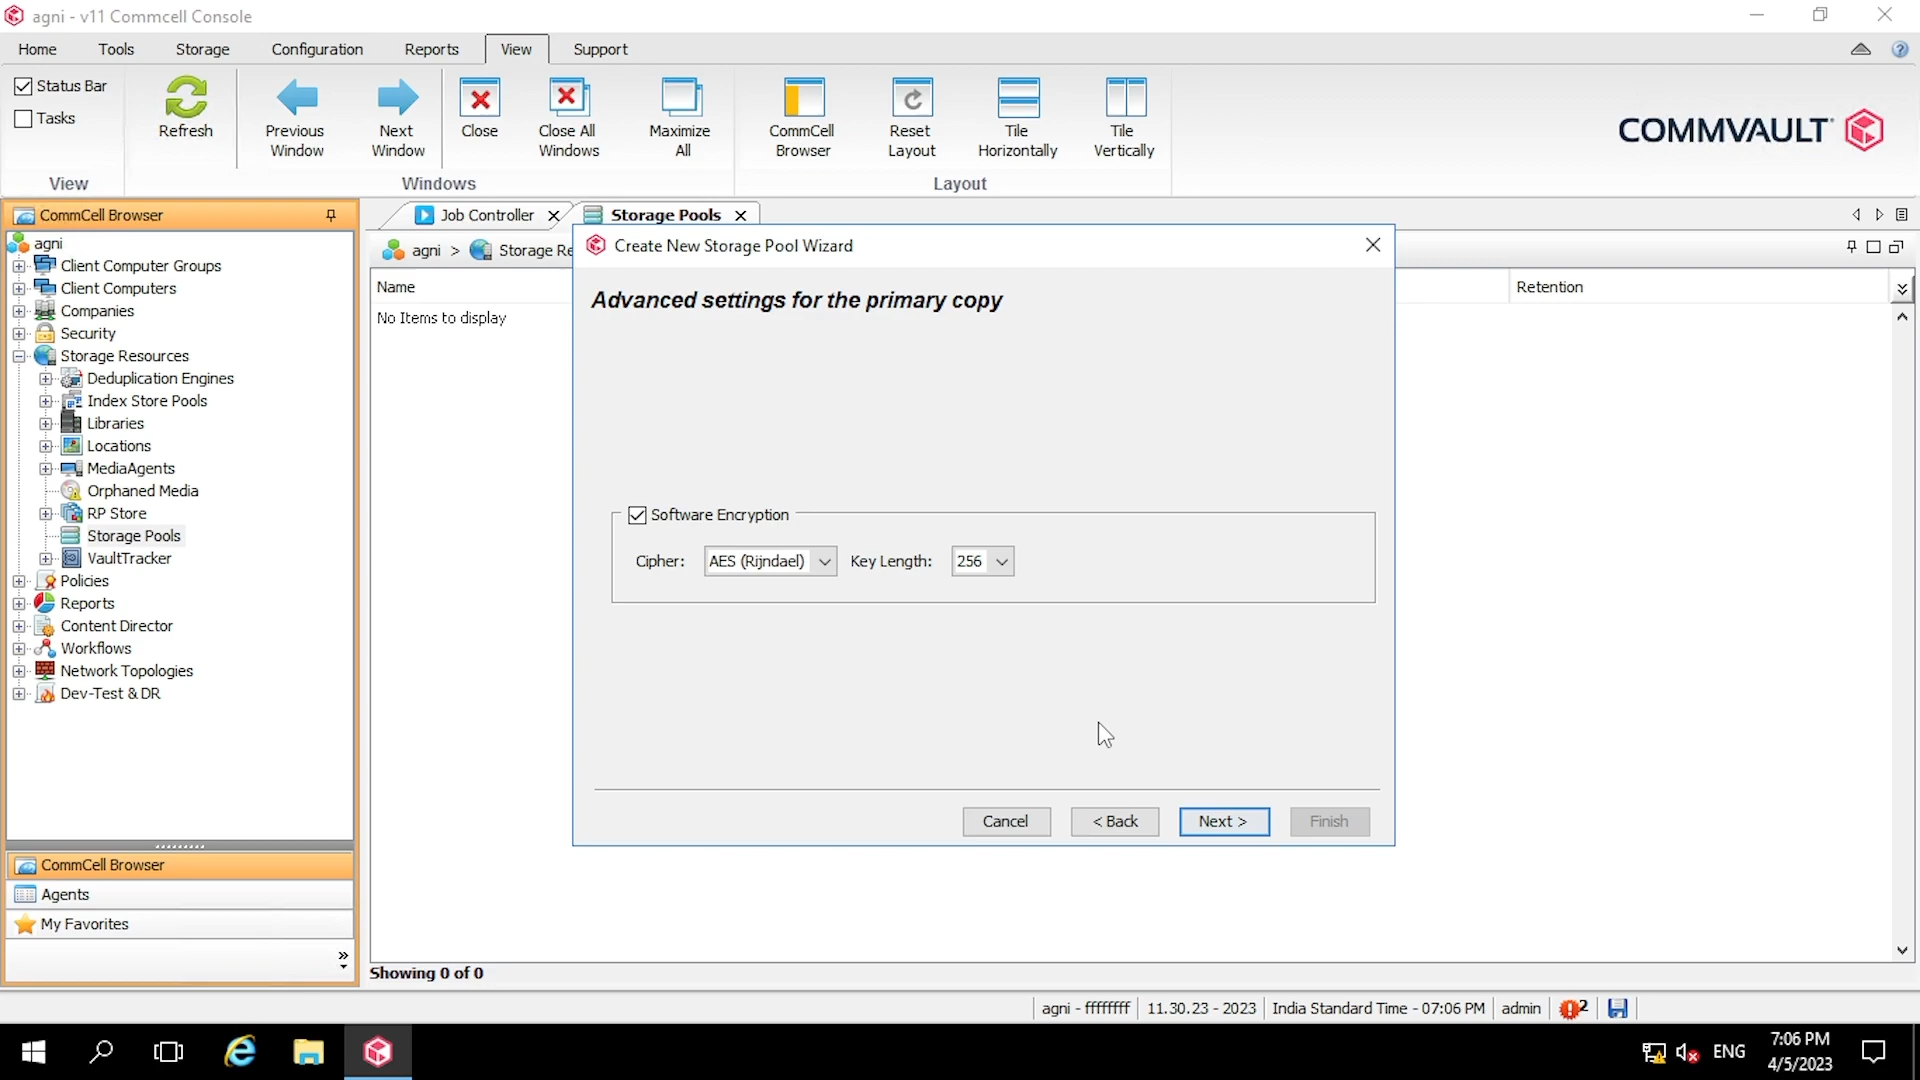 agni - v11 Commcell Console
Home Tools Storage Configuration Reports View Support
Status Bar
Tasks
Refresh
Previous Window
Next Window
Close
Close All Windows
Maximize All
CommCell Browser
Reset Layout
Tile Horizontally
Tile Vertically
COMMVAULT
View Windows Layout
CommCell Browser
Job Controller
Storage Pools
agni
Client Computer Groups
Client Computers
Companies
Security
Storage Resources
Deduplication Engines
Index Store Pools
Libraries
Locations
MediaAgents
Orphaned Media
RP Store
Storage Pools
VaultTracker
Policies
Reports
Content Director
Workflows
Network Topologies
Dev-Test & DR
CommCell Browser
Agents
My Favorites
agni > Storage Re
Name
Retention
No Items to display
Create New Storage Pool Wizard
Advanced settings for the primary copy
Software Encryption
Cipher: AES (Rijndael) Key Length: 256
Cancel < Back Next > Finish
Showing 0 of 0
agni - ffffffff 11.30.23 - 2023 India Standard Time - 07:06 PM admin 2
ENG
7:06 PM
4/5/2023